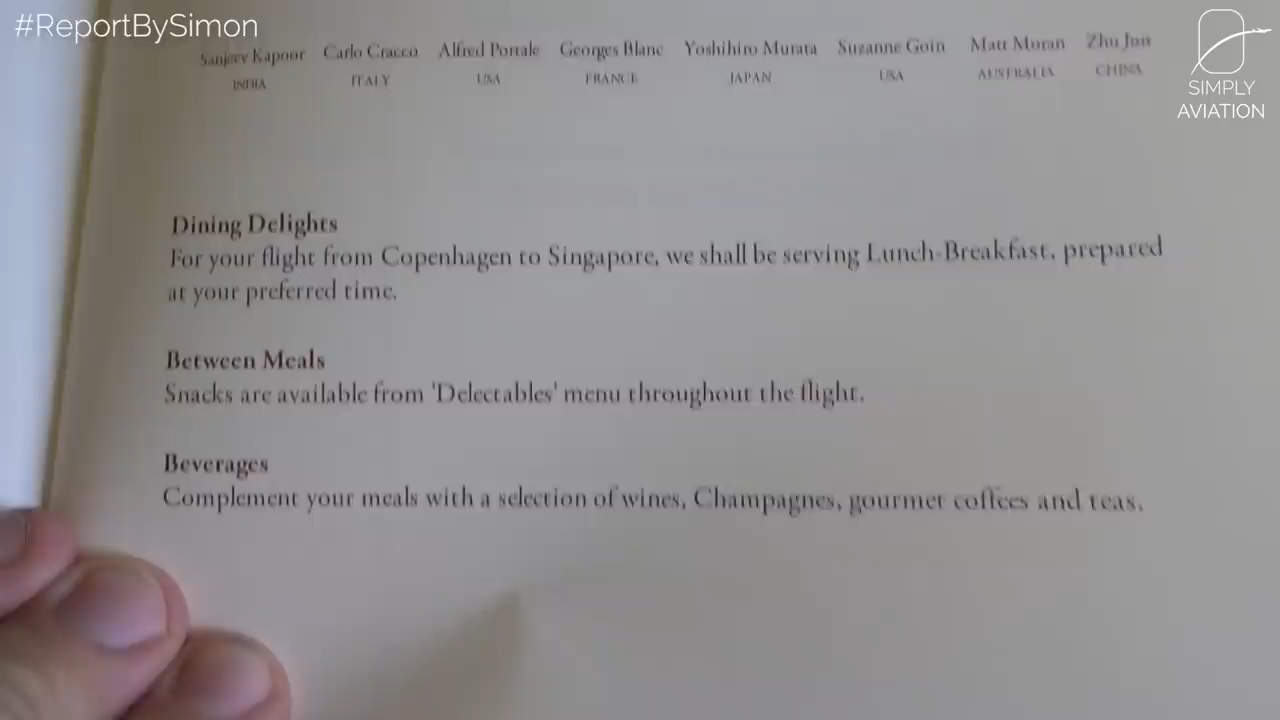 #ReportBySimon
SIMPLY
AVIATION
Sanjeev Kapoor Carlo Cracco Alfred Portale Georges Blanc Yoshihiro Murata Suzanne Goin Matt Moran Zhu Jun
INDIA ITALY USA FRANCE JAPAN USA AUSTRALIA CHINA
Dining Delights
For your flight from Copenhagen to Singapore, we shall be serving Lunch-Breakfast, prepared
at your preferred time.
Between Meals
Snacks are available from 'Delectables' menu throughout the flight.
Beverages
Complement your meals with a selection of wines, Champagnes, gourmet coffees and teas.